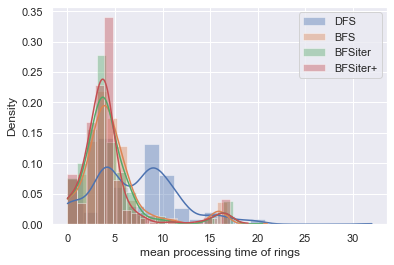 0.35
0.30
0.25
0.20
0.15
0.10
0.05
0.00
Density
DFS
BFS
BFSiter
BFSiter+
0 5 10 15 20 25 30
mean processing time of rings